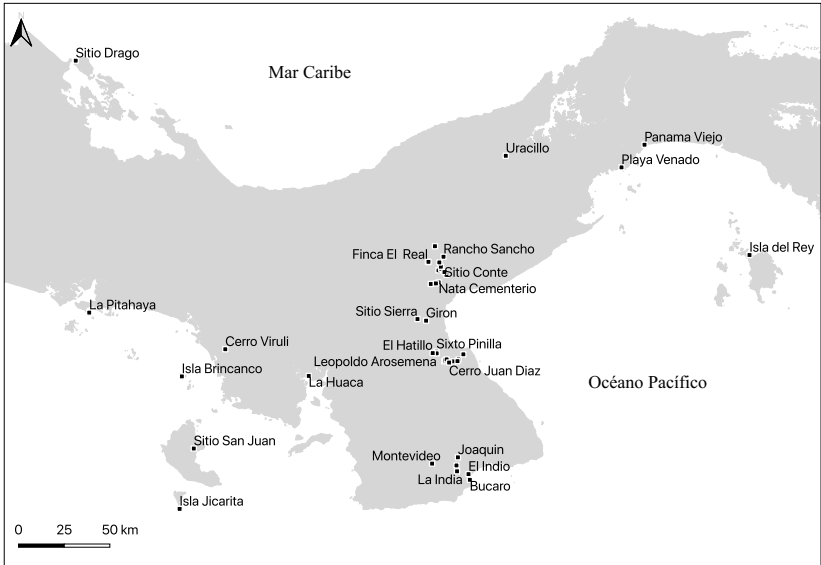 Sitio Drago
Mar Caribe
Panama Viejo
Uracillo
Playa Venado
Rancho Sancho
Isla del Rey
Finca El Real
Sitio Conte
Nata Cementerio
La Pitahaya
Sitio Sierra Giron
Cerro Viruli
El Hatillo Sixto Pinilla
Leopoldo Arosemena
Isla Brincanco
Cerro Juan Diaz
La Huaca
Océano Pacífico
Sitio San Juan
Joaquin
Montevideo
El Indio
La India
Bucaro
Isla Jicarita
0 25 50 km